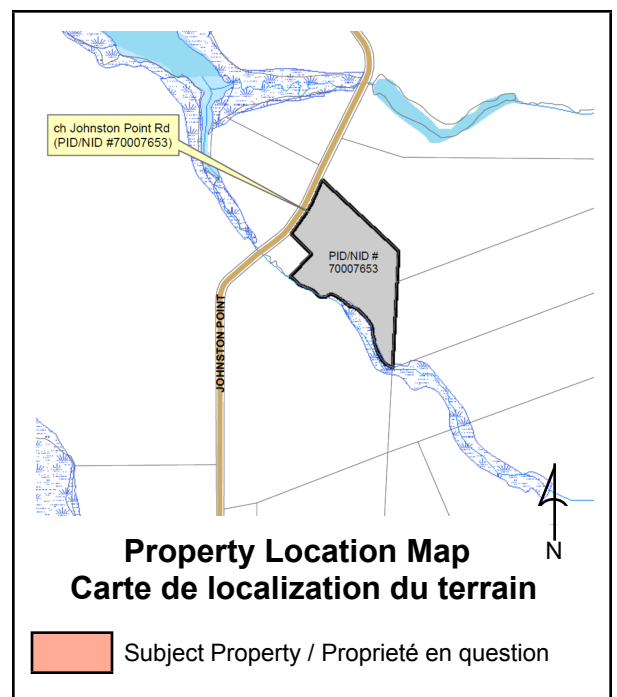 ch Johnston Point Rd
(PID/NID #70007653)
PID/NID #
70007653
JOHNSTON POINT
N
Property Location Map
Carte de localization du terrain
Subject Property / Proprieté en question